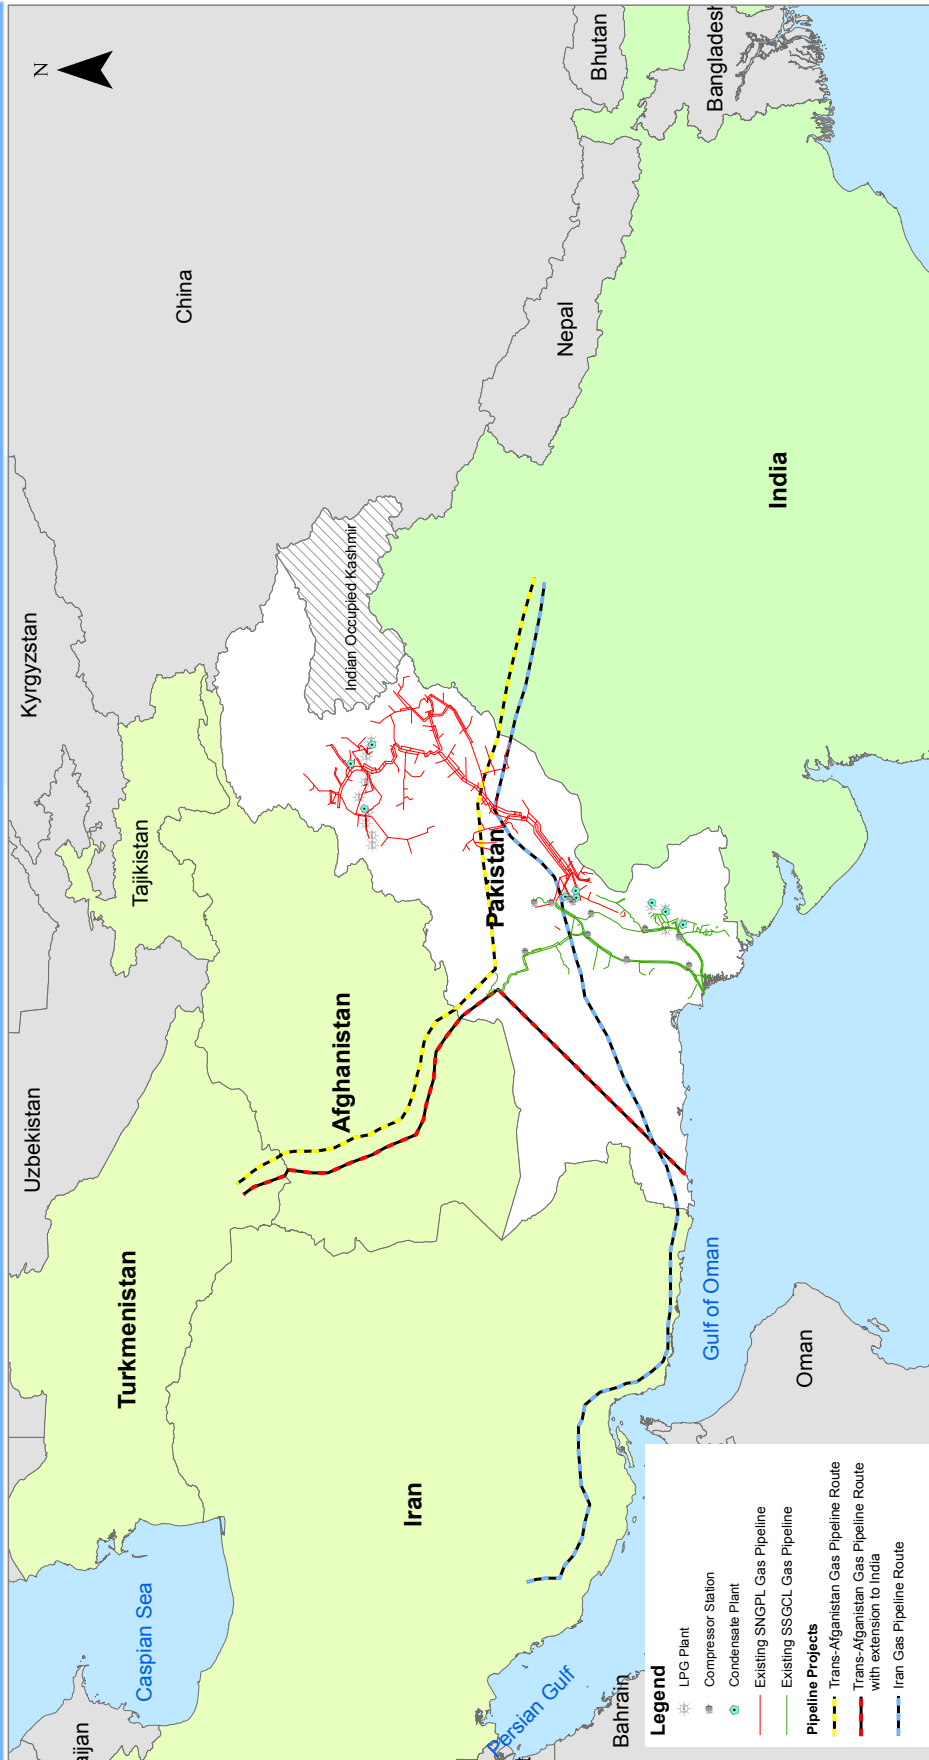 N
Kyrgyzstan
Uzbekistan
Tajikistan
China
Turkmenistan
Caspian Sea
aijan
Afghanistan
Indian Occupied Kashmir
Iran
Pakistan
Nepal
Bhutan
Bangladesh
India
Persian Gulf
Bahrain
Gulf of Oman
Oman
Legend
LPG Plant
Compressor Station
Condensate Plant
Existing SNGPL Gas Pipeline
Existing SSGCL Gas Pipeline
Pipeline Projects
Trans-Afganistan Gas Pipeline Route
Trans-Afganistan Gas Pipeline Route
with extension to India
Iran Gas Pipeline Route